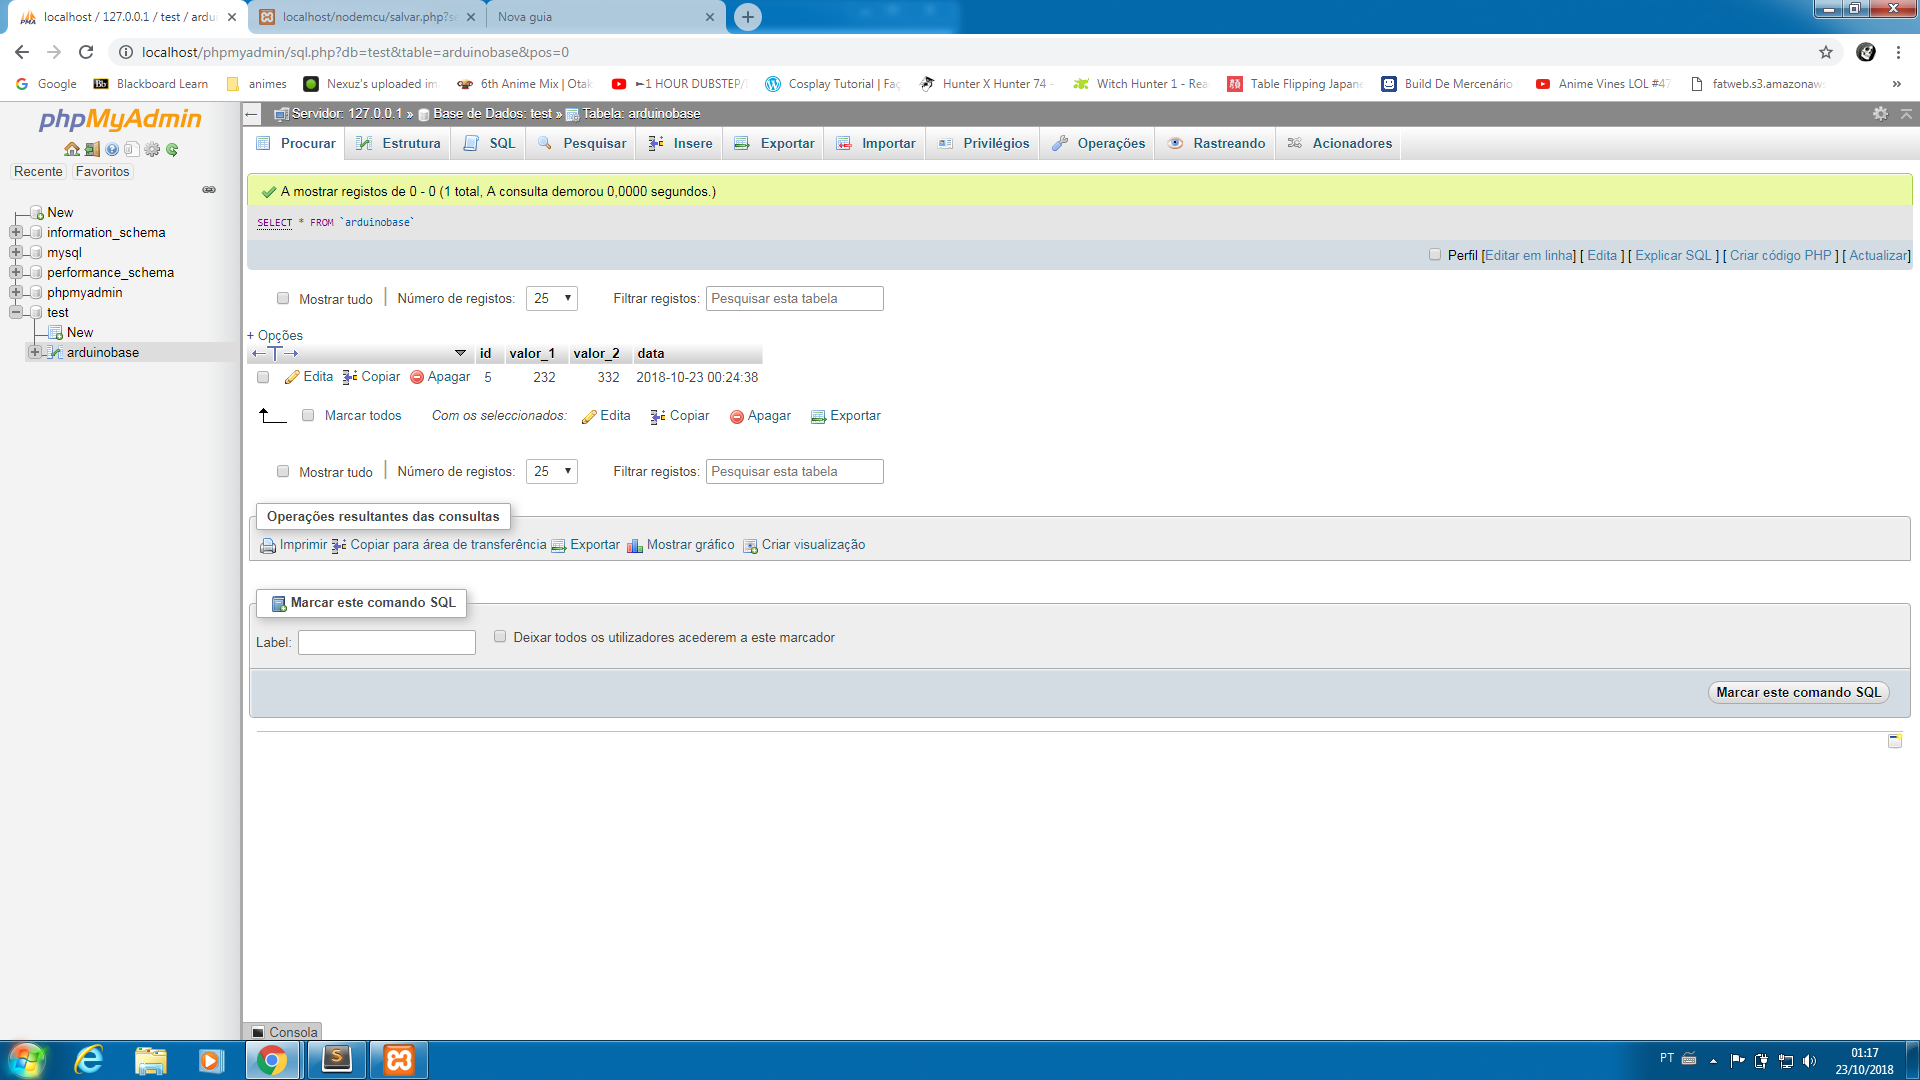 localhost / 127.0.0.1 / test / ardui
localhost/nodemcu/salvar.php?s
Nova guia
localhost/phpmyadmin/sql.php?db=test&table=arduinobase&pos=0
Google
Blackboard Learn
animes
Nexuz's uploaded im
6th Anime Mix | Otak
1 HOUR DUBSTEP/
Cosplay Tutorial | Faç
Hunter X Hunter 74 -
Witch Hunter 1 - Rea
Table Flipping Japane
Build De Mercenário
Anime Vines LOL #47
fatweb.s3.amazonaw
»
phpMyAdmin
Recente
Favoritos
New
information_schema
mysql
performance_schema
phpmyadmin
test
New
arduinobase
Servidor: 127.0.0.1 » Base de Dados: test » Tabela: arduinobase
Procurar
Estrutura
SQL
Pesquisar
Insere
Exportar
Importar
Privilégios
Operações
Rastreando
Acionadores
A mostrar registos de 0 - 0 (1 total, A consulta demorou 0,0000 segundos.)
SELECT * FROM `arduinobase`
Perfil [Editar em linha] [ Edita ] [ Explicar SQL ] [ Criar código PHP ] [ Actualizar]
Mostrar tudo | Número de registos: 25 Filtrar registos: Pesquisar esta tabela
+ Opções
←T→ id valor_1 valor_2 data
Edita Copiar Apagar 5 232 332 2018-10-23 00:24:38
Marcar todos Com os seleccionados: Edita Copiar Apagar Exportar
Mostrar tudo | Número de registos: 25 Filtrar registos: Pesquisar esta tabela
Operações resultantes das consultas
Imprimir Copiar para área de transferência Exportar Mostrar gráfico Criar visualização
Marcar este comando SQL
Label: Deixar todos os utilizadores acederem a este marcador
Marcar este comando SQL
Consola
PT
01:17
23/10/2018